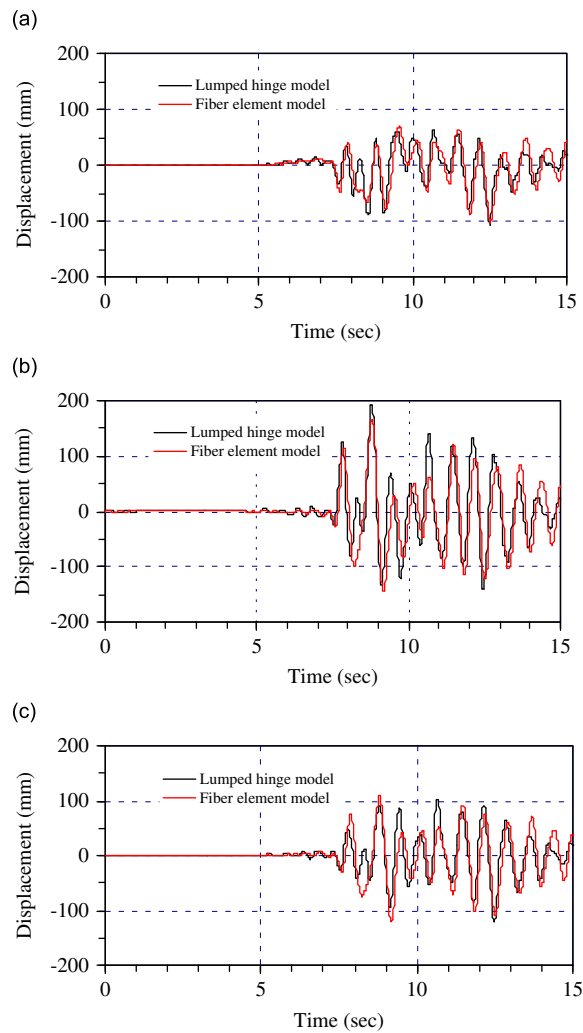 (a)
200
100
0
-100
-200
Displacement (mm)
Lumped hinge model
Fiber element model
0
5
10
15
Time (sec)
(b)
200
100
0
-100
-200
Displacement (mm)
Lumped hinge model
Fiber element model
0
5
10
15
Time (sec)
(c)
200
100
0
-100
-200
Displacement (mm)
Lumped hinge model
Fiber element model
0
5
10
15
Time (sec)